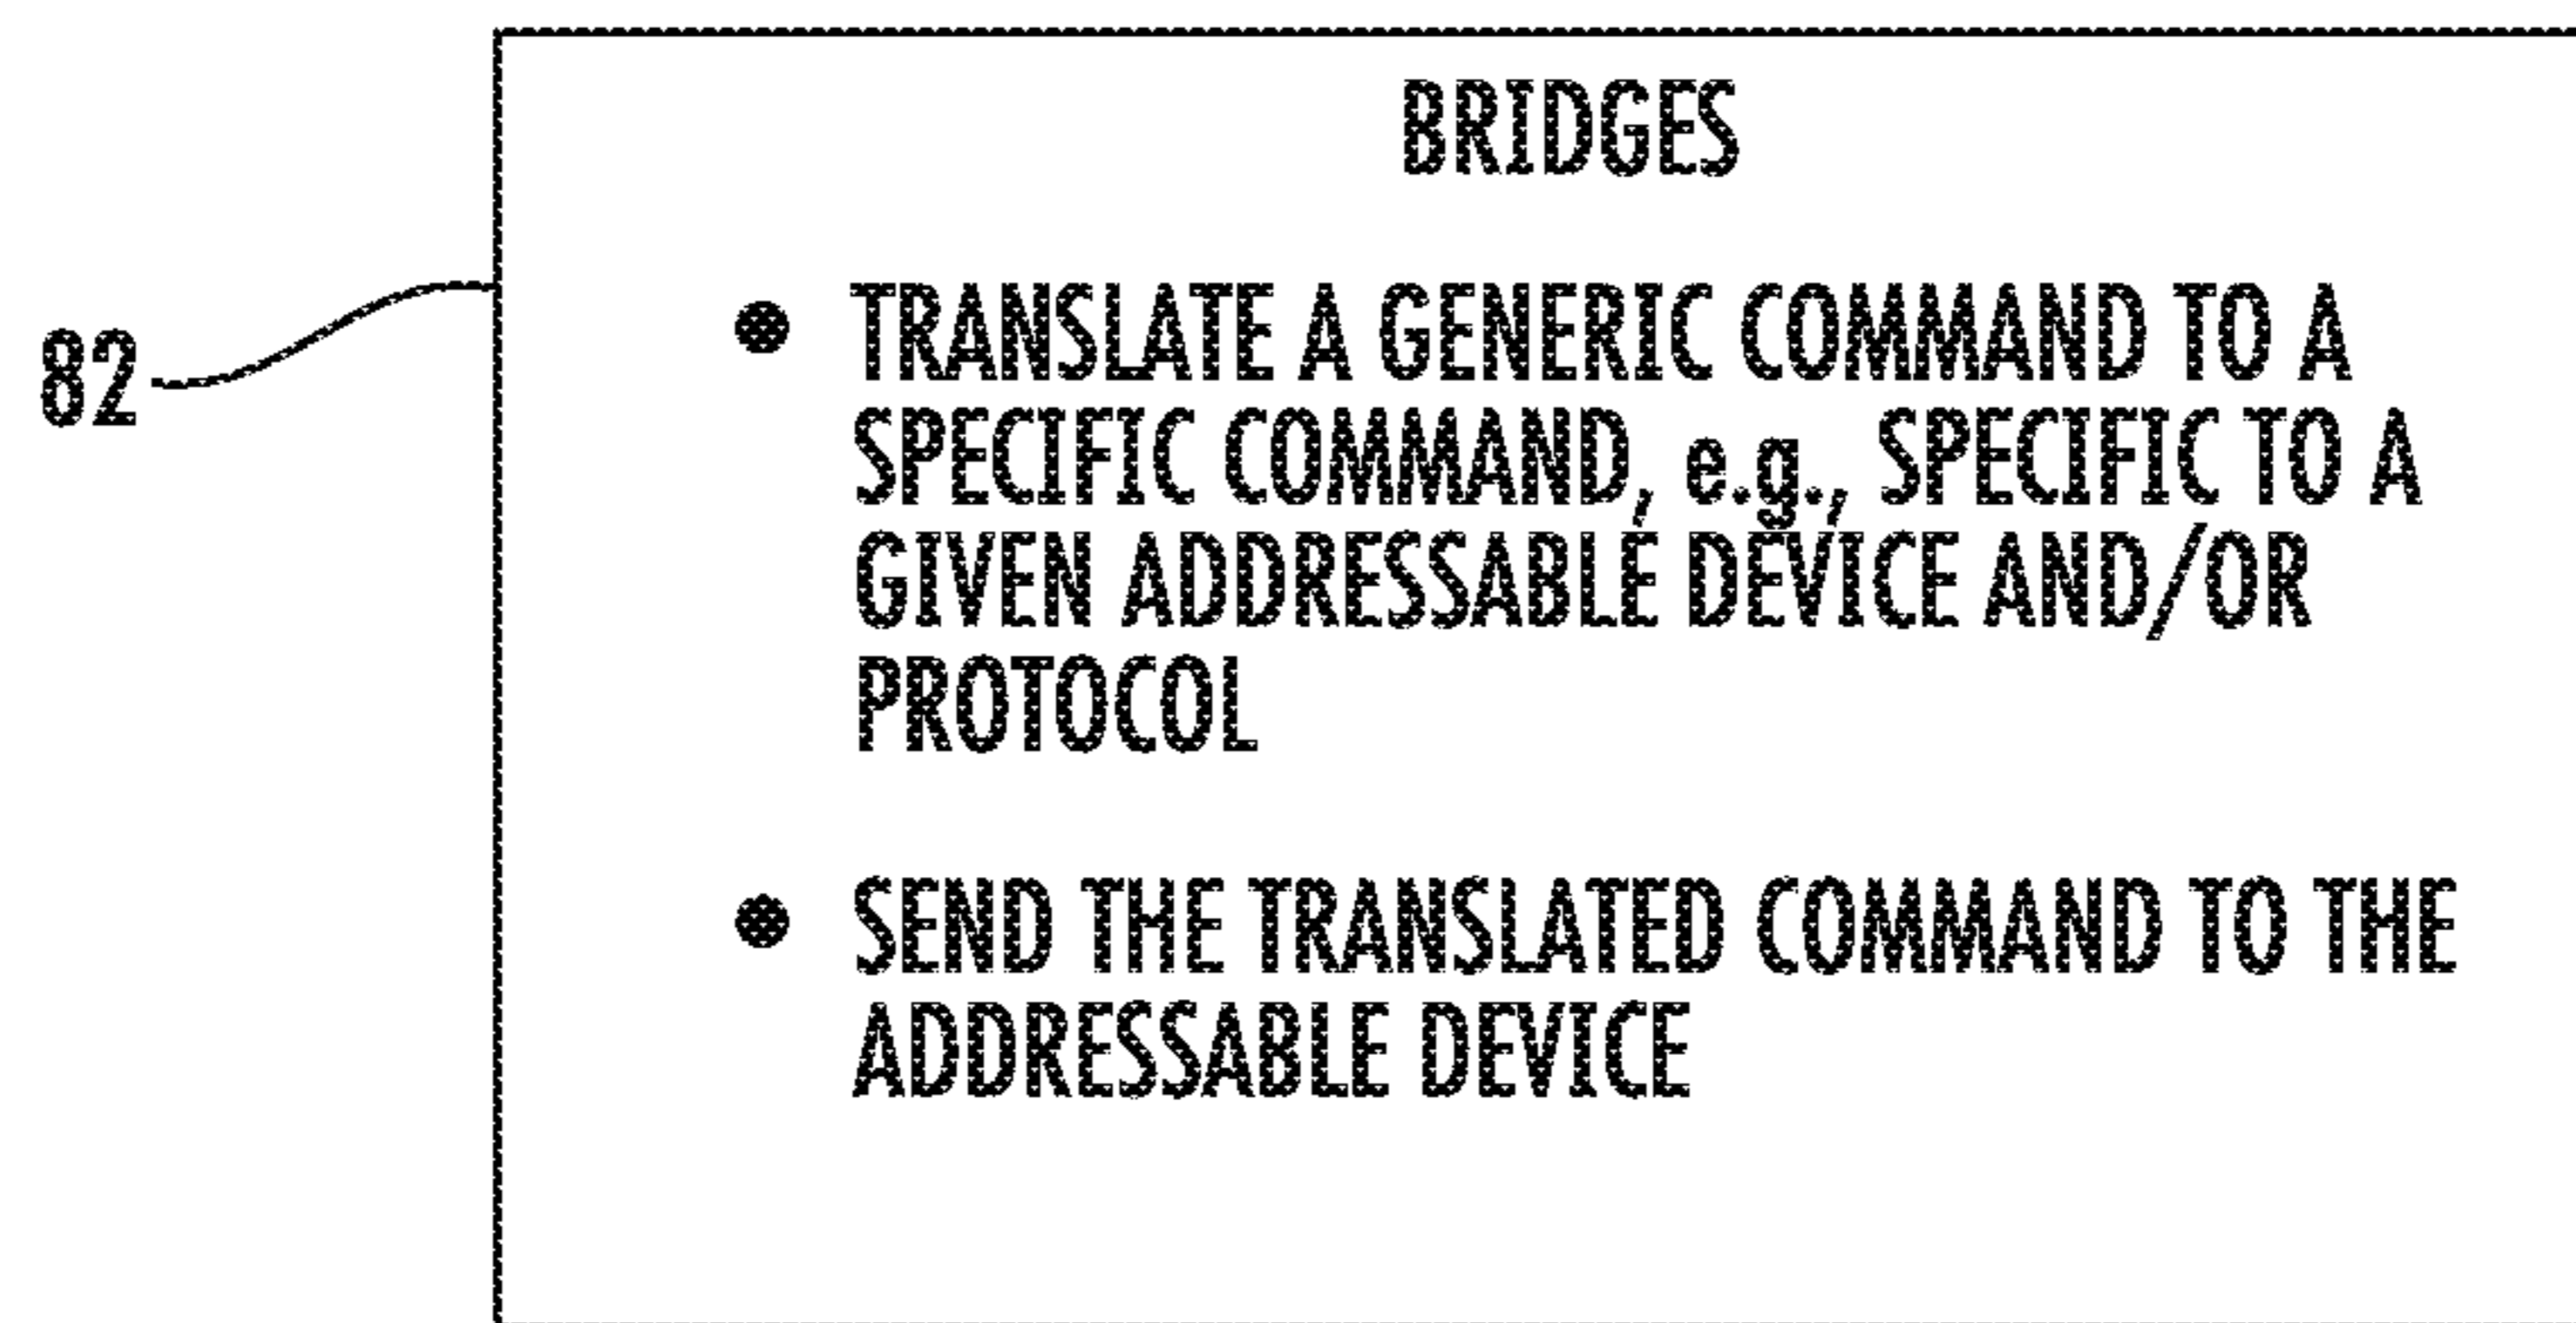 BRIDGES
● TRANSLATE A GENERIC COMMAND TO A
82
SPECIFIC COMMAND, e.g., SPECIFIC TO A
GIVEN ADDRESSABLE DEVICE AND/OR
PROTOCOL
● SEND THE TRANSLATED COMMAND TO THE
ADDRESSABLE DEVICE